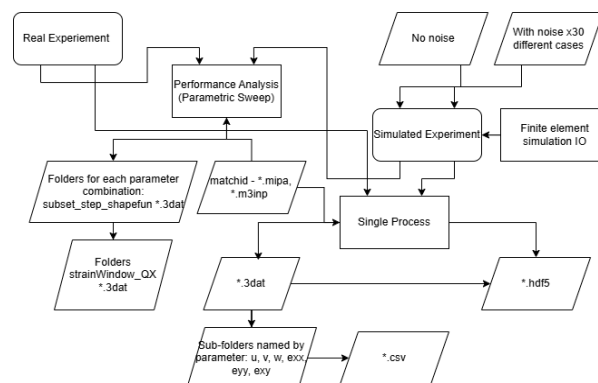 Real Experiement
No noise
With noise x30
different cases
Performance Analysis
(Parametric Sweep)
Simulated Experiment
Finite element
simulation IO
Folders for each parameter
combination:
subset_step_shapefun *.3dat
matchid - *.mipa,
*.m3inp
Single Process
Folders
strainWindow_QX
*.3dat
*.3dat
*.hdf5
Sub-folders named by
parameter: u, v, w, exx,
eyy, exy
*.csv